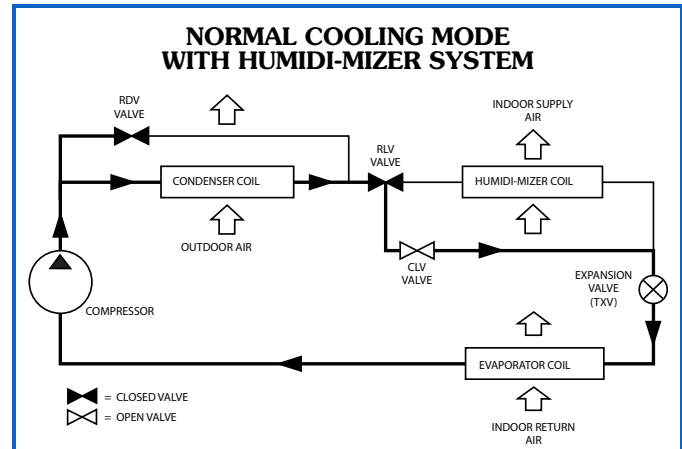 NORMAL COOLING MODE
WITH HUMIDI-MIZER SYSTEM
RDV
VALVE
INDOOR SUPPLY
AIR
RLV
VALVE
CONDENSER COIL
HUMIDI-MIZER COIL
OUTDOOR AIR
CLV
VALVE
EXPANSION
VALVE
(TXV)
COMPRESSOR
EVAPORATOR COIL
= CLOSED VALVE
= OPEN VALVE
INDOOR RETURN
AIR